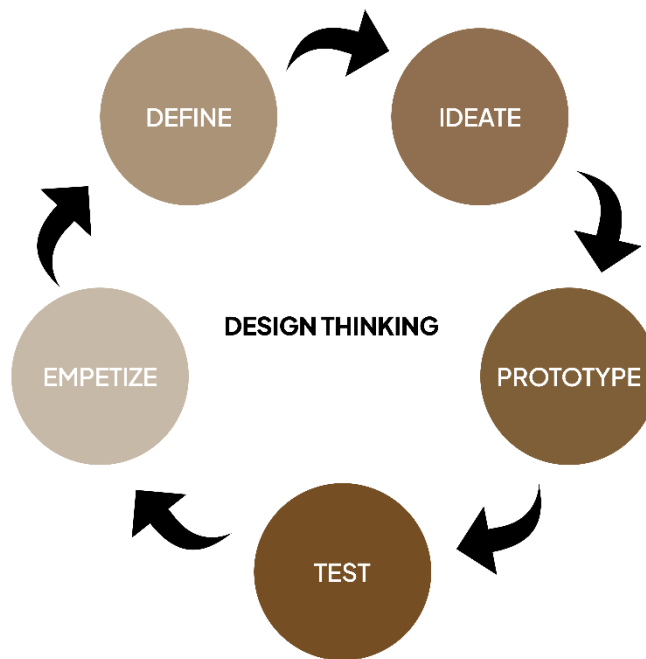 DEFINE
IDEATE
DESIGN THINKING
EMPETIZE
PROTOTYPE
TEST